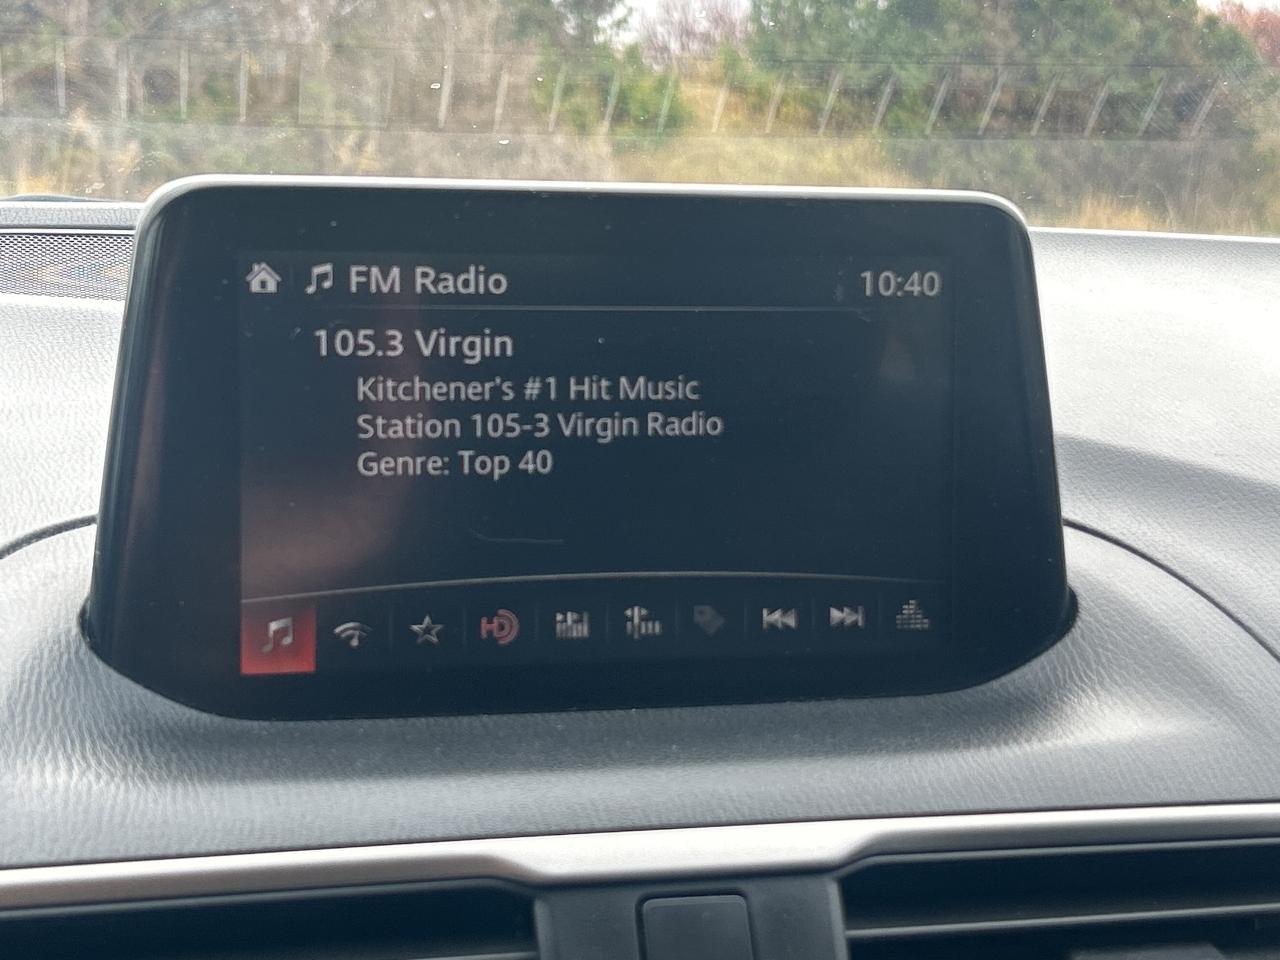 FM Radio 10:40
105.3 Virgin
Kitchener's #1 Hit Music
Station 105-3 Virgin Radio
Genre: Top 40
HD